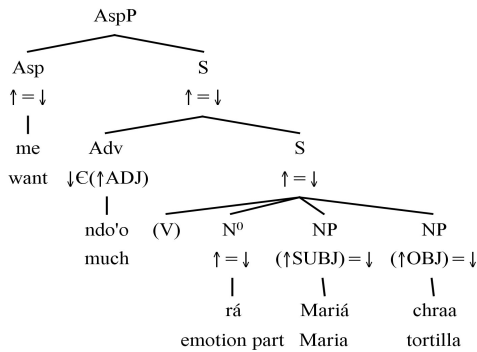 AspP
Asp S
↑=↓ ↑=↓
me Adv S
want ↓Є(↑ADJ) ↑=↓
ndo'o (V) N⁰ NP NP
much ↑=↓ (↑SUBJ)=↓ (↑OBJ)=↓
rá Mariá chraa
emotion part Maria tortilla